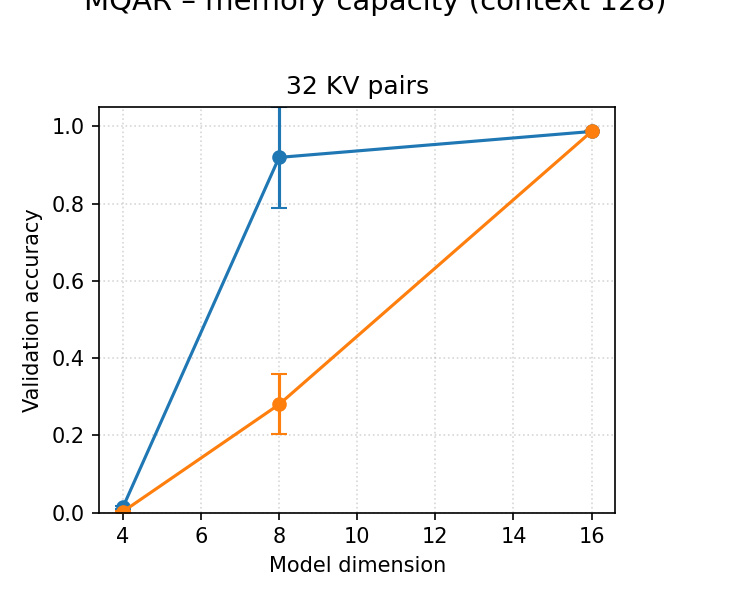 MQAR – memory capacity (context 128)
32 KV pairs
1.0
0.8
0.6
0.4
0.2
0.0
Validation accuracy
4 6 8 10 12 14 16
Model dimension